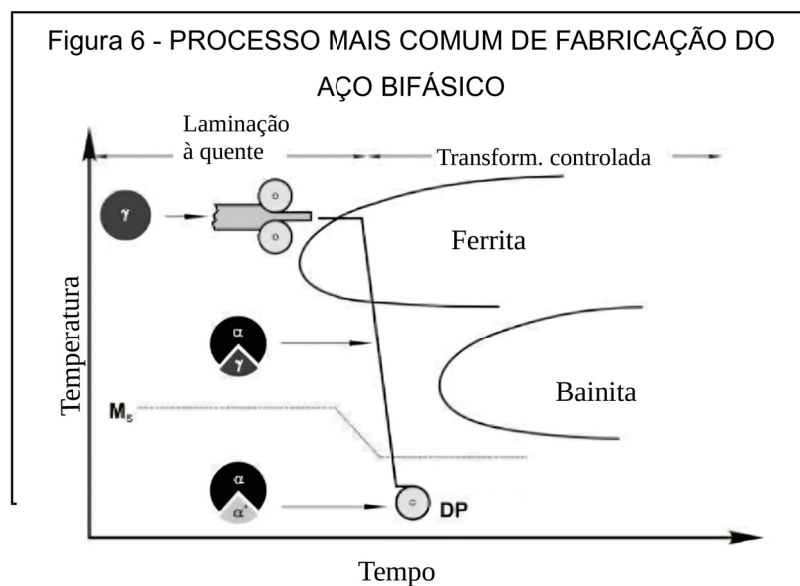 Figura 6 - PROCESSO MAIS COMUM DE FABRICAÇÃO DO
AÇO BIFÁSICO
Laminação
à quente
Transform. controlada
γ
Ferrita
Temperatura
α
γ
Bainita
Ms
α
α'
DP
Tempo